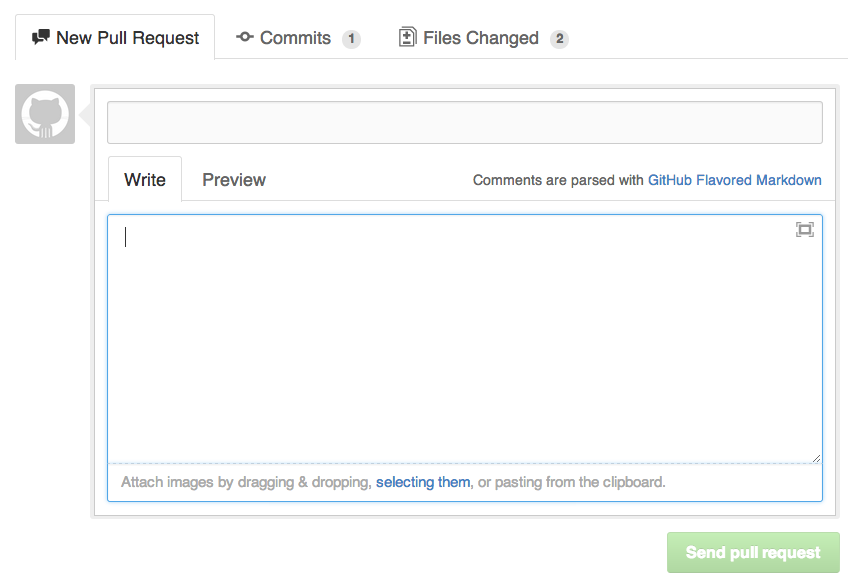 New Pull Request Commits 1 Files Changed 2
Write Preview Comments are parsed with GitHub Flavored Markdown
Attach images by dragging & dropping, selecting them, or pasting from the clipboard.
Send pull request